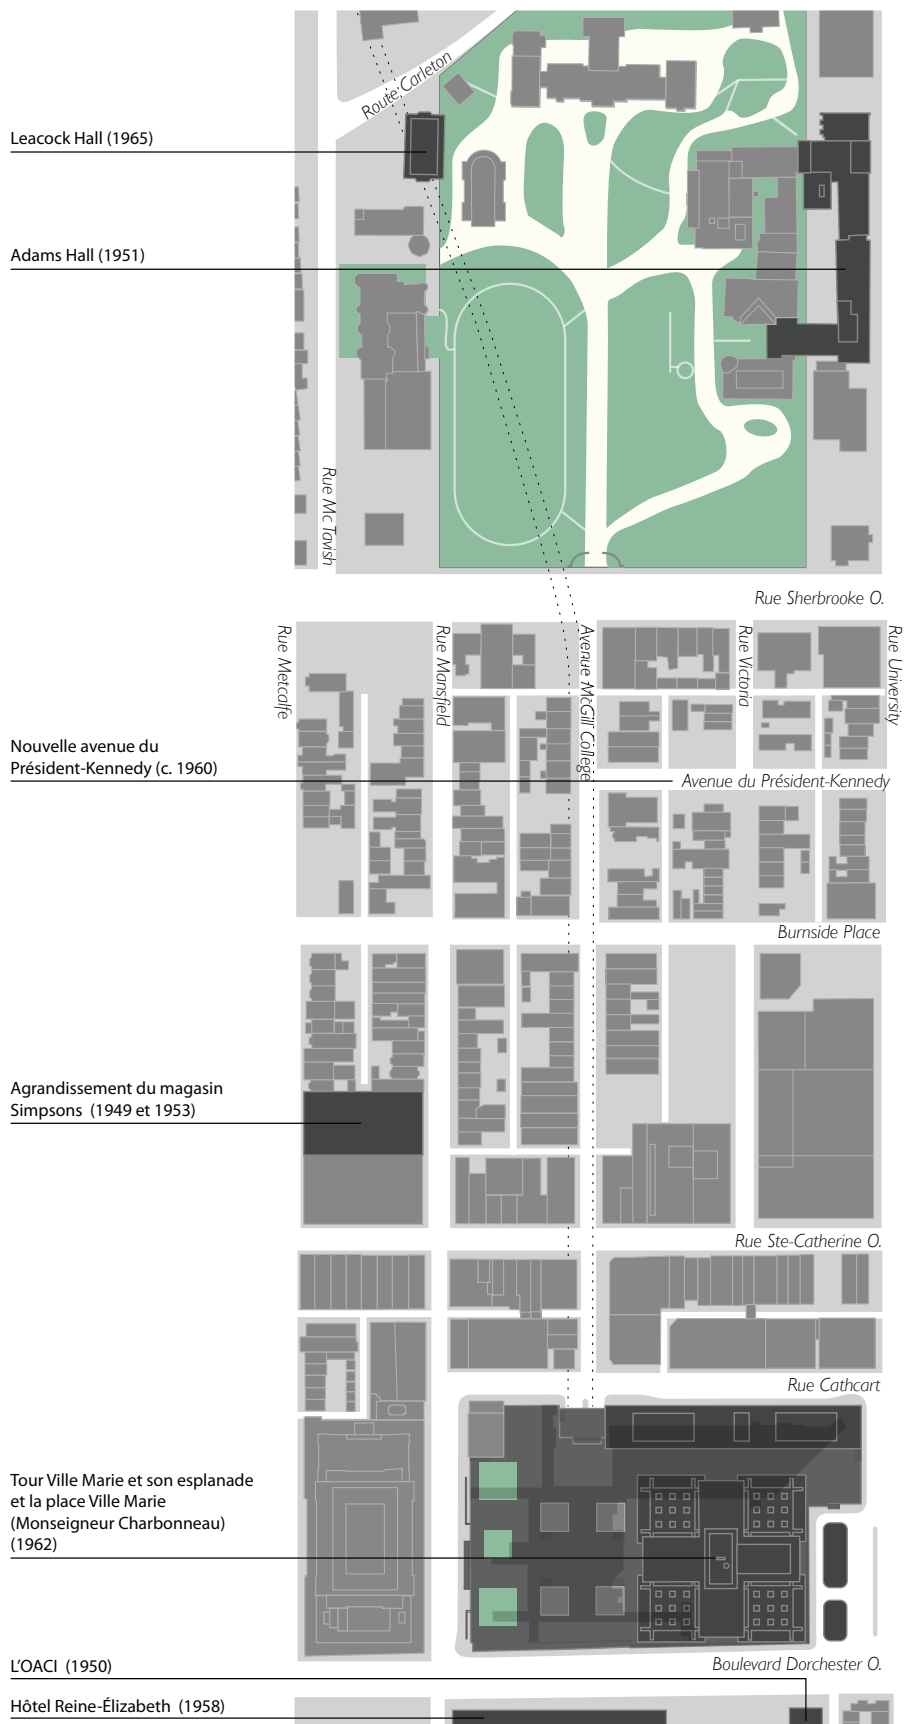 Route Carleton
Leacock Hall (1965)
Adams Hall (1951)
Rue Mc Tavish
Rue Sherbrooke O.
Rue Metcalfe
Rue Mansfield
Avenue McGill College
Rue Victoria
Rue University
Nouvelle avenue du
Président-Kennedy (c. 1960)
Avenue du Président-Kennedy
Burnside Place
Agrandissement du magasin
Simpsons (1949 et 1953)
Rue Ste-Catherine O.
Rue Cathcart
Tour Ville Marie et son esplanade
et la place Ville Marie
(Monseigneur Charbonneau)
(1962)
L'OACI (1950)
Boulevard Dorchester O.
Hôtel Reine-Élizabeth (1958)